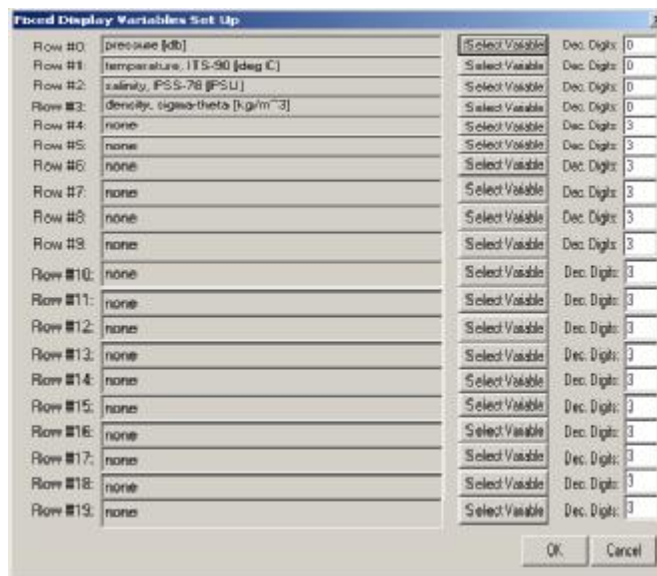 Fixed Display Variables Set Up
Row #0: pressure [db] Select Variable Dec. Digits: 0
Row #1: temperature, ITS-90 [deg C] Select Variable Dec. Digits: 0
Row #2: salinity, PSS-78 [PSU] Select Variable Dec. Digits: 0
Row #3: density, sigma-theta [kg/m^3] Select Variable Dec. Digits: 0
Row #4: none Select Variable Dec. Digits: 3
Row #5: none Select Variable Dec. Digits: 3
Row #6: none Select Variable Dec. Digits: 3
Row #7: none Select Variable Dec. Digits: 3
Row #8: none Select Variable Dec. Digits: 3
Row #9: none Select Variable Dec. Digits: 3
Row #10: none Select Variable Dec. Digits: 3
Row #11: none Select Variable Dec. Digits: 3
Row #12: none Select Variable Dec. Digits: 3
Row #13: none Select Variable Dec. Digits: 3
Row #14: none Select Variable Dec. Digits: 3
Row #15: none Select Variable Dec. Digits: 3
Row #16: none Select Variable Dec. Digits: 3
Row #17: none Select Variable Dec. Digits: 3
Row #18: none Select Variable Dec. Digits: 3
Row #19: none Select Variable Dec. Digits: 3
OK Cancel